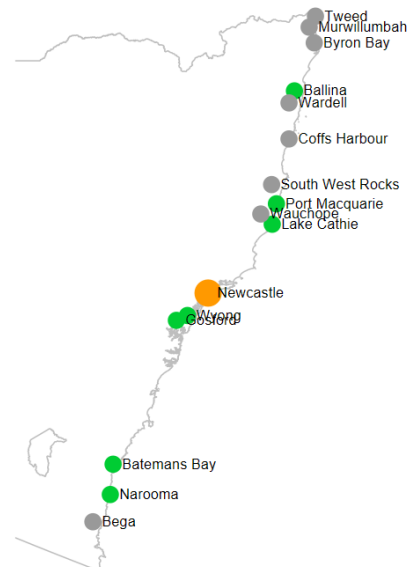 Tweed
Murwillumbah
Byron Bay
Ballina
Wardell
Coffs Harbour
South West Rocks
Port Macquarie
Wauchope
Lake Cathie
Newcastle
Wyong
Gosford
Batemans Bay
Narooma
Bega